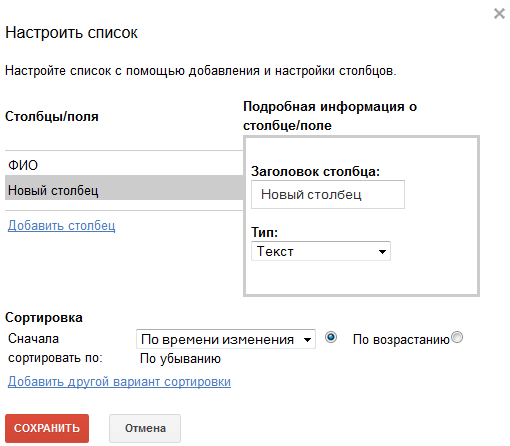 Настроить список
Настройте список с помощью добавления и настройки столбцов.
Столбцы/поля
ФИО
Новый столбец
Добавить столбец
Подробная информация о
столбце/поле
Заголовок столбца:
Новый столбец
Тип:
Текст
Сортировка
Сначала
сортировать по:
По времени изменения
По возрастанию
По убыванию
Добавить другой вариант сортировки
СОХРАНИТЬ
Отмена